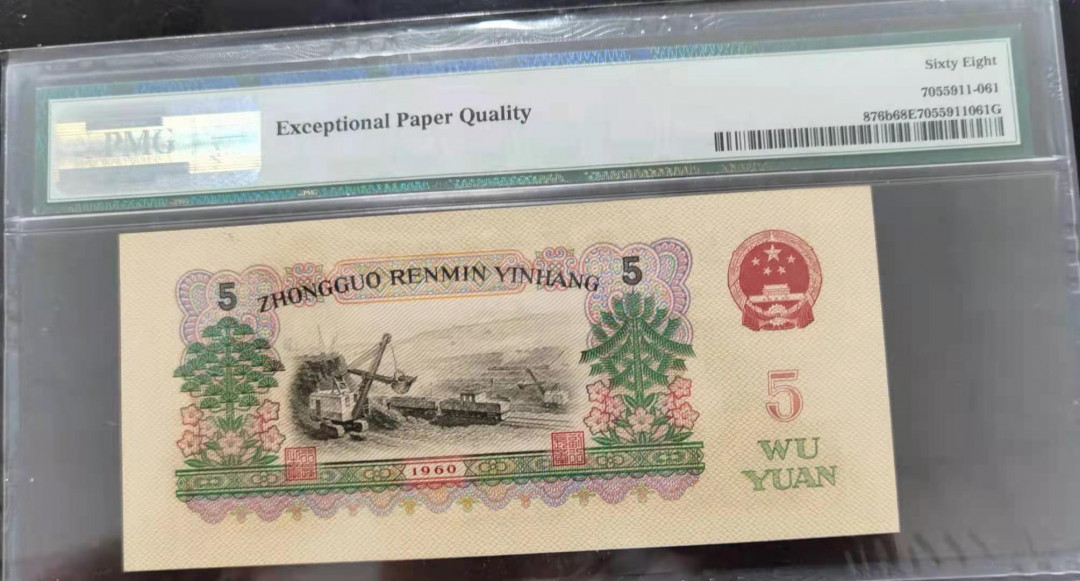 Sixty Eight
7055911-061
876b68E7055911061G
PMG
Exceptional Paper Quality
5 ZHONGGUO RENMIN YINHANG 5
1960
5
WU
YUAN